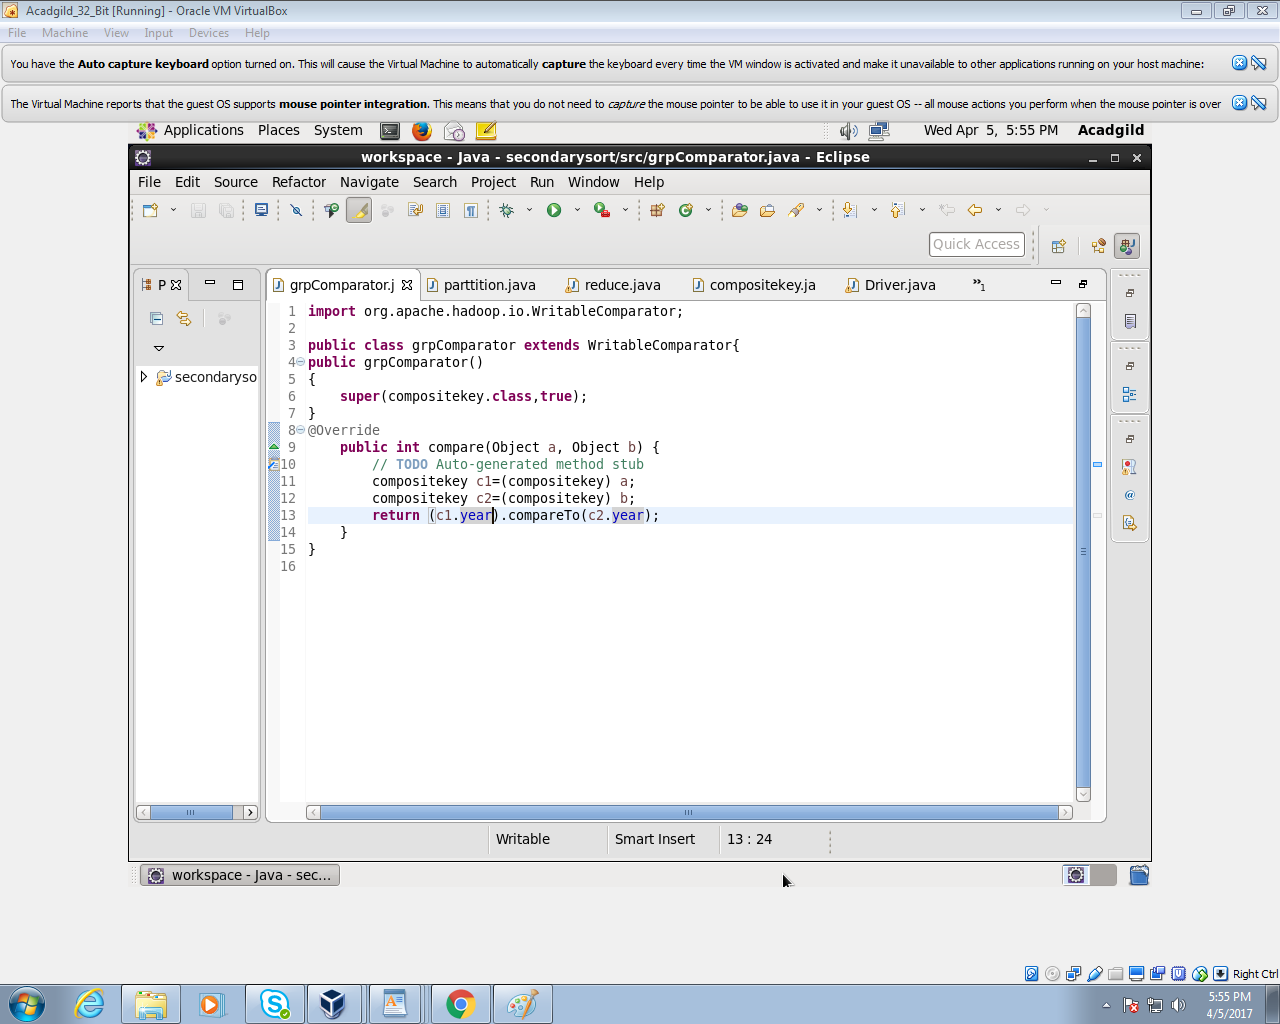 Acadgild_32_Bit [Running] - Oracle VM VirtualBox
File Machine View Input Devices Help
You have the Auto capture keyboard option turned on. This will cause the Virtual Machine to automatically capture the keyboard every time the VM window is activated and make it unavailable to other applications running on your host machine:
The Virtual Machine reports that the guest OS supports mouse pointer integration. This means that you do not need to capture the mouse pointer to be able to use it in your guest OS -- all mouse actions you perform when the mouse pointer is over
Applications Places System Wed Apr 5, 5:55 PM Acadgild
workspace - Java - secondarysort/src/grpComparator.java - Eclipse
File Edit Source Refactor Navigate Search Project Run Window Help
Quick Access
P grpComparator.j parttition.java reduce.java compositekey.ja Driver.java »1
secondaryso
1 import org.apache.hadoop.io.WritableComparator;
2
3 public class grpComparator extends WritableComparator{
4 public grpComparator()
5 {
6 super(compositekey.class,true);
7 }
8 @Override
9 public int compare(Object a, Object b) {
10 // TODO Auto-generated method stub
11 compositekey c1=(compositekey) a;
12 compositekey c2=(compositekey) b;
13 return (c1.year).compareTo(c2.year);
14 }
15 }
16
Writable Smart Insert 13 : 24
workspace - Java - sec...
Right Ctrl
5:55 PM
4/5/2017